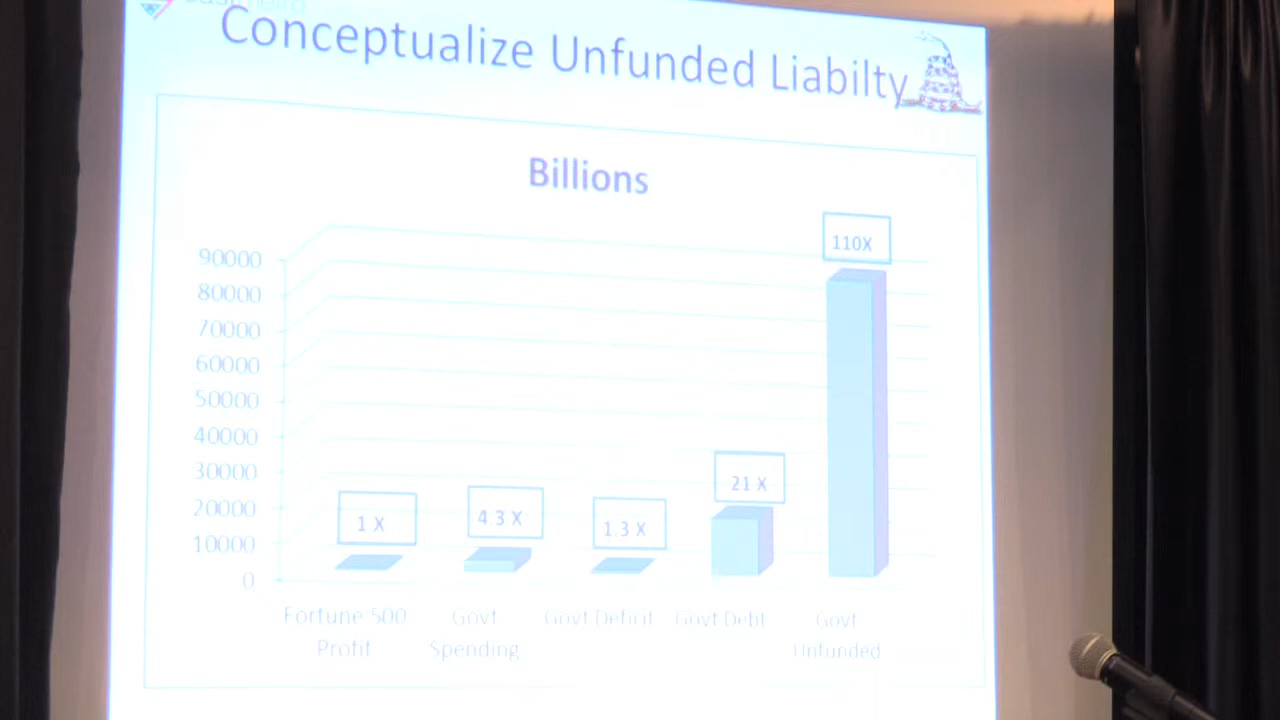 Conceptualize Unfunded Liabilty
Billions
90000
80000
70000
60000
50000
40000
30000
20000
10000
0
1 X
4.3 X
1.3 X
21 X
110X
Fortune 500 Profit
Govt Spending
Govt Deficit
Govt Debt
Govt Unfunded